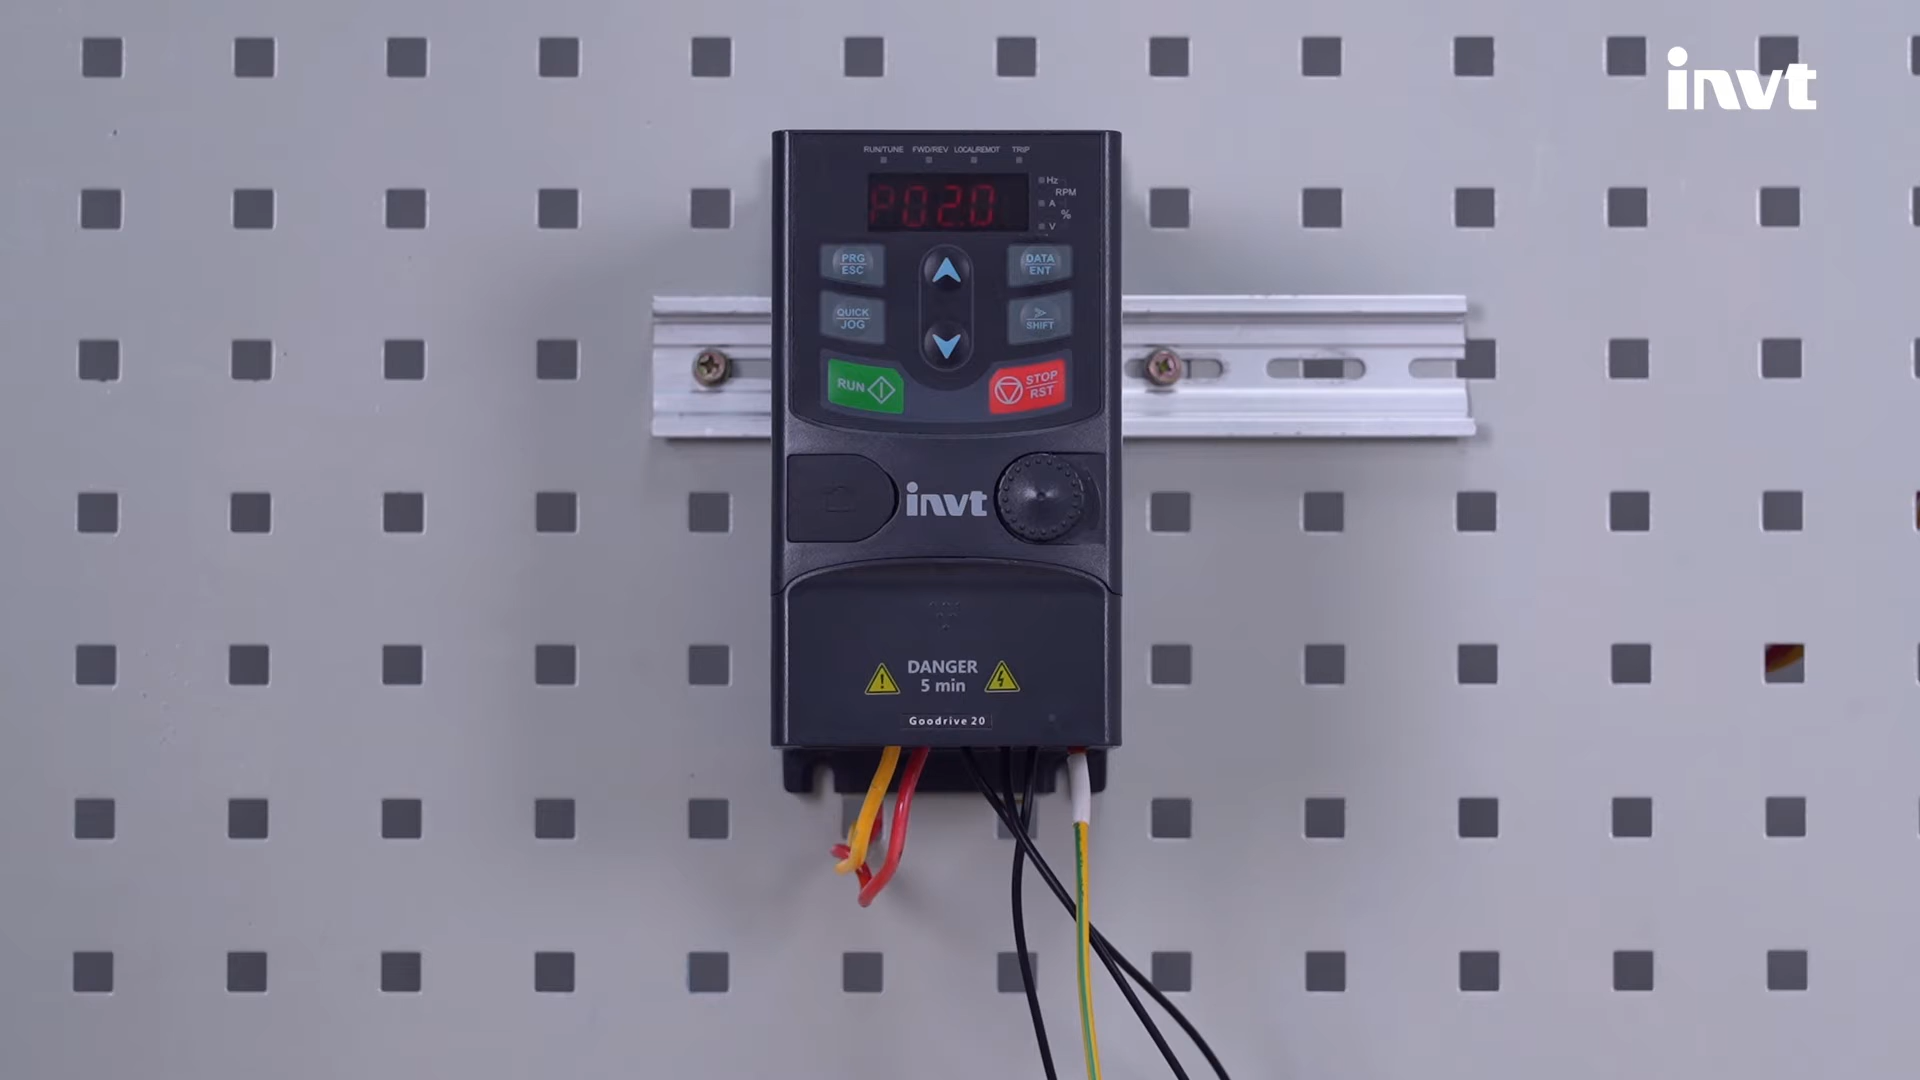 invt
RUN/TUNE FWD/REV LOCAL/REMOT TRIP
P02.0
Hz
RPM
A
%
V
PRG
ESC
DATA
ENT
QUICK
JOG
SHIFT
RUN
STOP
RST
invt
DANGER
5 min
Goodrive 20